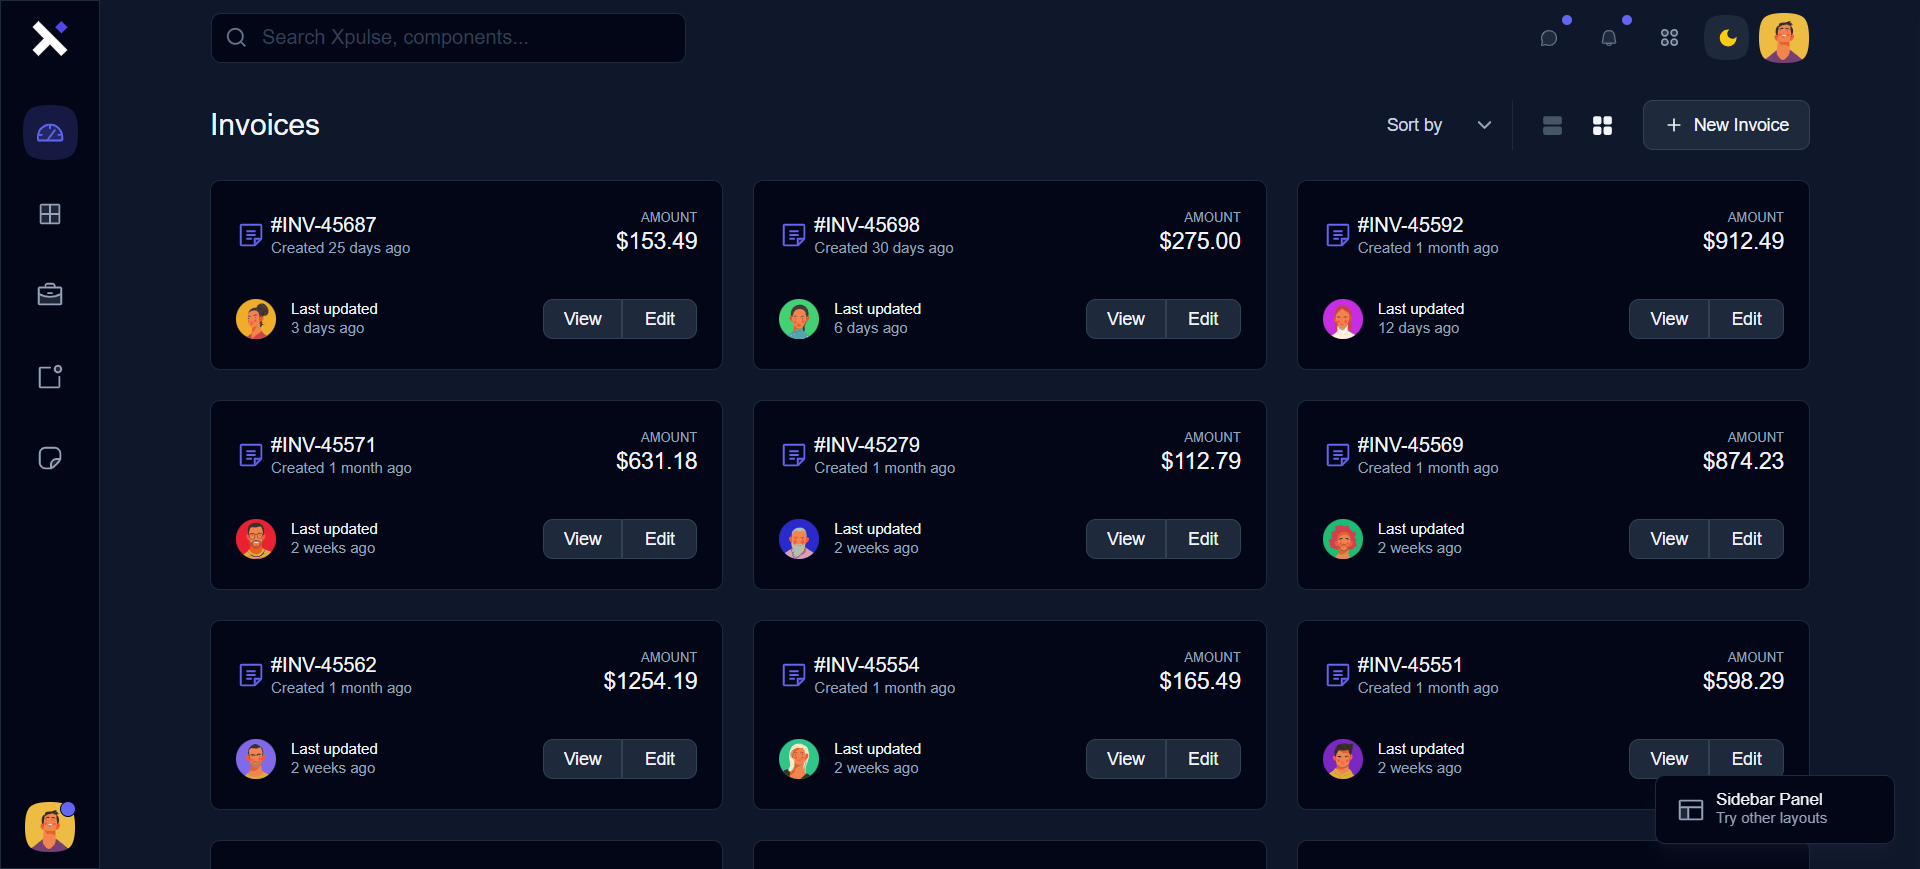 Search Xpulse, components...
Invoices
Sort by
New Invoice
#INV-45687
Created 25 days ago
AMOUNT
$153.49
Last updated
3 days ago
View
Edit
#INV-45698
Created 30 days ago
AMOUNT
$275.00
Last updated
6 days ago
View
Edit
#INV-45592
Created 1 month ago
AMOUNT
$912.49
Last updated
12 days ago
View
Edit
#INV-45571
Created 1 month ago
AMOUNT
$631.18
Last updated
2 weeks ago
View
Edit
#INV-45279
Created 1 month ago
AMOUNT
$112.79
Last updated
2 weeks ago
View
Edit
#INV-45569
Created 1 month ago
AMOUNT
$874.23
Last updated
2 weeks ago
View
Edit
#INV-45562
Created 1 month ago
AMOUNT
$1254.19
Last updated
2 weeks ago
View
Edit
#INV-45554
Created 1 month ago
AMOUNT
$165.49
Last updated
2 weeks ago
View
Edit
#INV-45551
Created 1 month ago
AMOUNT
$598.29
Last updated
2 weeks ago
View
Edit
Sidebar Panel
Try other layouts